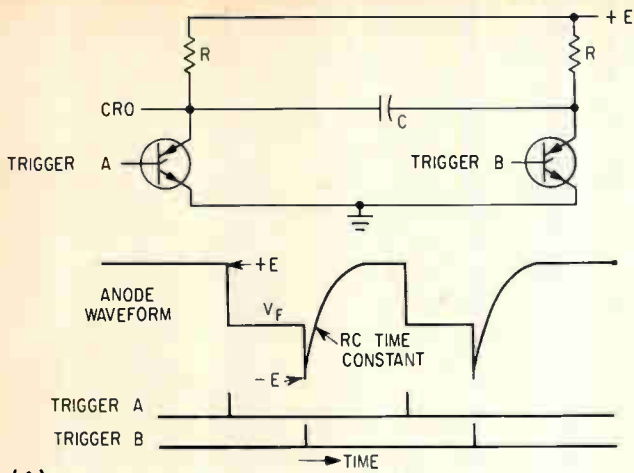 + E
R
R
CRO
C
TRIGGER A
TRIGGER B
+E
ANODE
WAVEFORM
VF
RC TIME
CONSTANT
-E
TRIGGER A
TRIGGER B
TIME